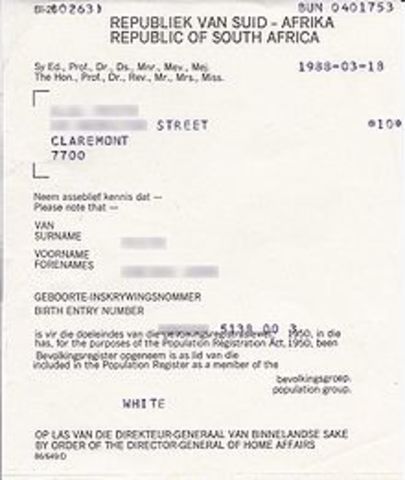 BI-260263) BUN 0401753
REPUBLIEK VAN SUID - AFRIKA
REPUBLIC OF SOUTH AFRICA
Sy Ed., Prof., Dr., Ds., Mnr., Mev., Mej.
The Hon., Prof., Dr., Rev., Mr., Mrs., Miss.
1988-03-18
STREET
*10*
CLAREMONT
7700
Neem asseblief kennis dat —
Please note that —
VAN
SURNAME
VOORNAME
FORENAMES
GEBOORTE-INSKRYWINGSNOMMER
BIRTH ENTRY NUMBER
5138 00 3
is vir die doeleindes van die Bevolkingsregistrasiewet, 1950, in die
has, for the purposes of the Population Registration Act, 1950, been
Bevolkingsregister opgeneem is as lid van die
included in the Population Register as a member of the
bevolkingsgroep.
population group.
WHITE
OP LAS VAN DIE DIREKTEUR-GENERAAL VAN BINNELANDSE SAKE
BY ORDER OF THE DIRECTOR-GENERAL OF HOME AFFAIRS